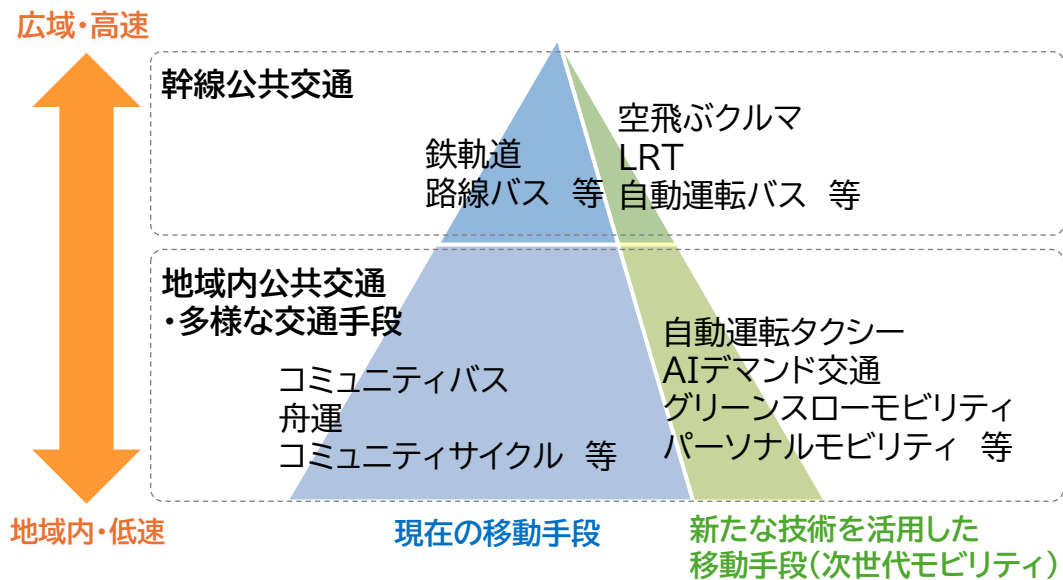 広域・高速
幹線公共交通
鉄軌道
路線バス　等
空飛ぶクルマ
LRT
自動運転バス　等
地域内公共交通
・多様な交通手段
コミュニティバス
舟運
コミュニティサイクル　等
自動運転タクシー
AIデマンド交通
グリーンスローモビリティ
パーソナルモビリティ　等
地域内・低速
現在の移動手段
新たな技術を活用した
移動手段(次世代モビリティ)